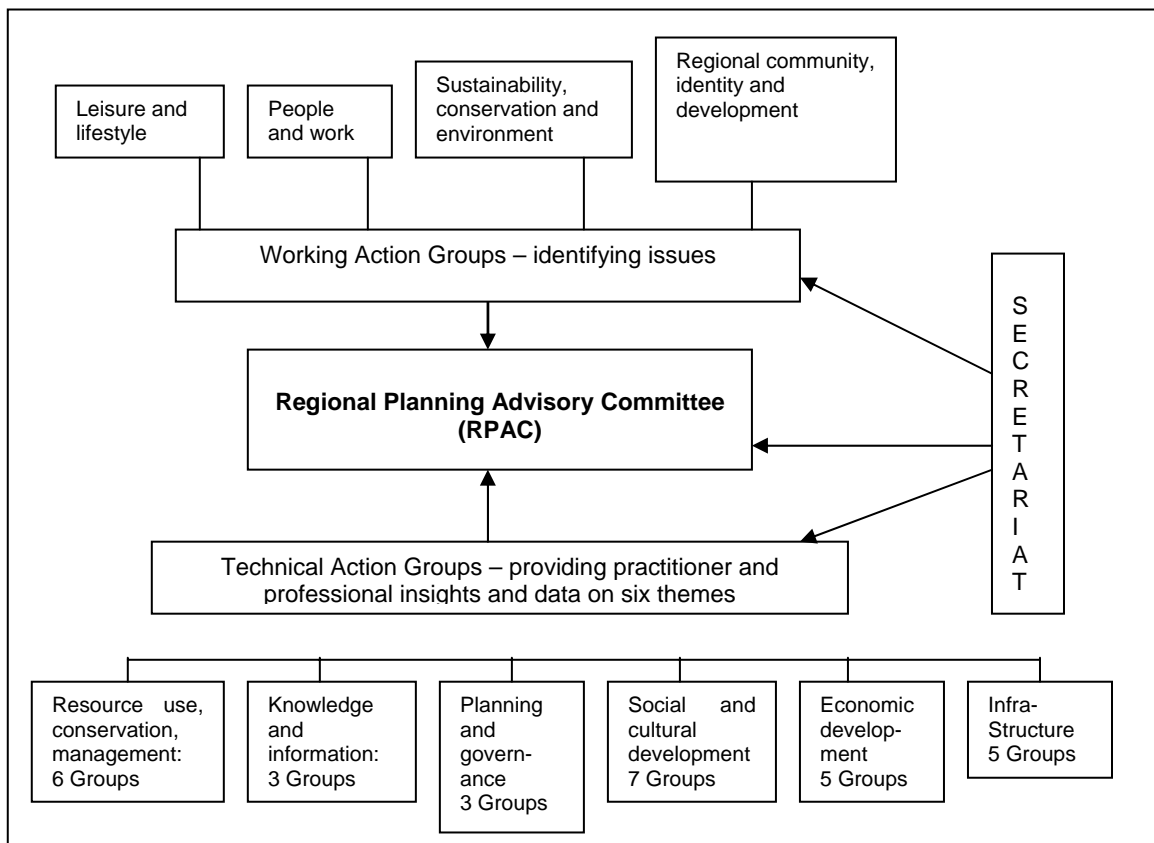 Leisure and
lifestyle
People
and work
Sustainability,
conservation and
environment
Regional community,
identity and
development
Working Action Groups – identifying issues
Regional Planning Advisory Committee
(RPAC)
Technical Action Groups – providing practitioner and
professional insights and data on six themes
S
E
C
R
E
T
A
R
I
A
T
Resource use,
conservation,
management:
6 Groups
Knowledge
and
information:
3 Groups
Planning
and
govern-
ance
3 Groups
Social and
cultural
development
7 Groups
Economic
develop-
ment
5 Groups
Infra-
Structure
5 Groups